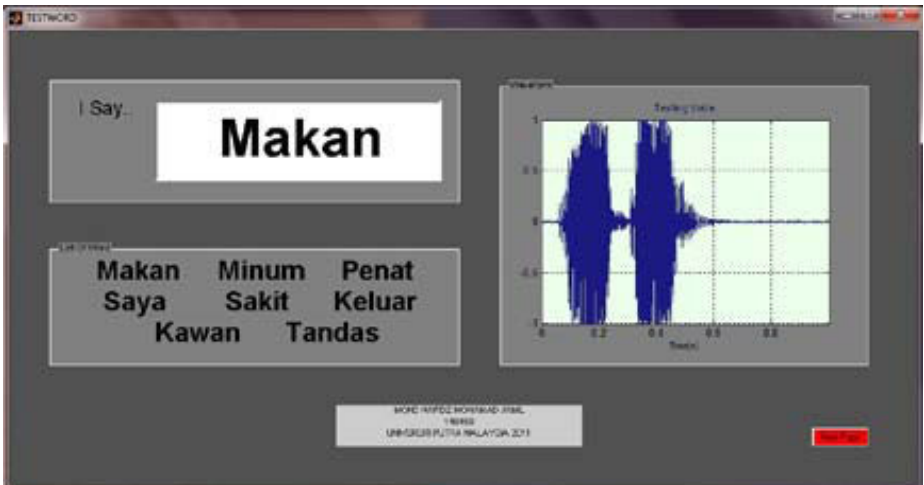 TESTWORD
I Say..
Makan
Makan Minum Penat
Saya Sakit Keluar
Kawan Tandas
Waveform
Testing Voice
1
0.5
0
-0.5
-1
0 0.2 0.4 0.6 0.8
Time(s)
UNIVERSITI PUTRA MALAYSIA 2011